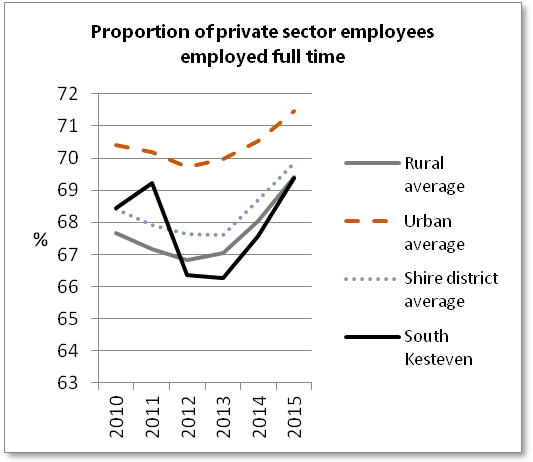 Proportion of private sector employees
employed full time
72
71
70
69
68
67
66
65
64
63
%
2010
2011
2012
2013
2014
2015
Rural
average
Urban
average
Shire district
average
South
Kesteven